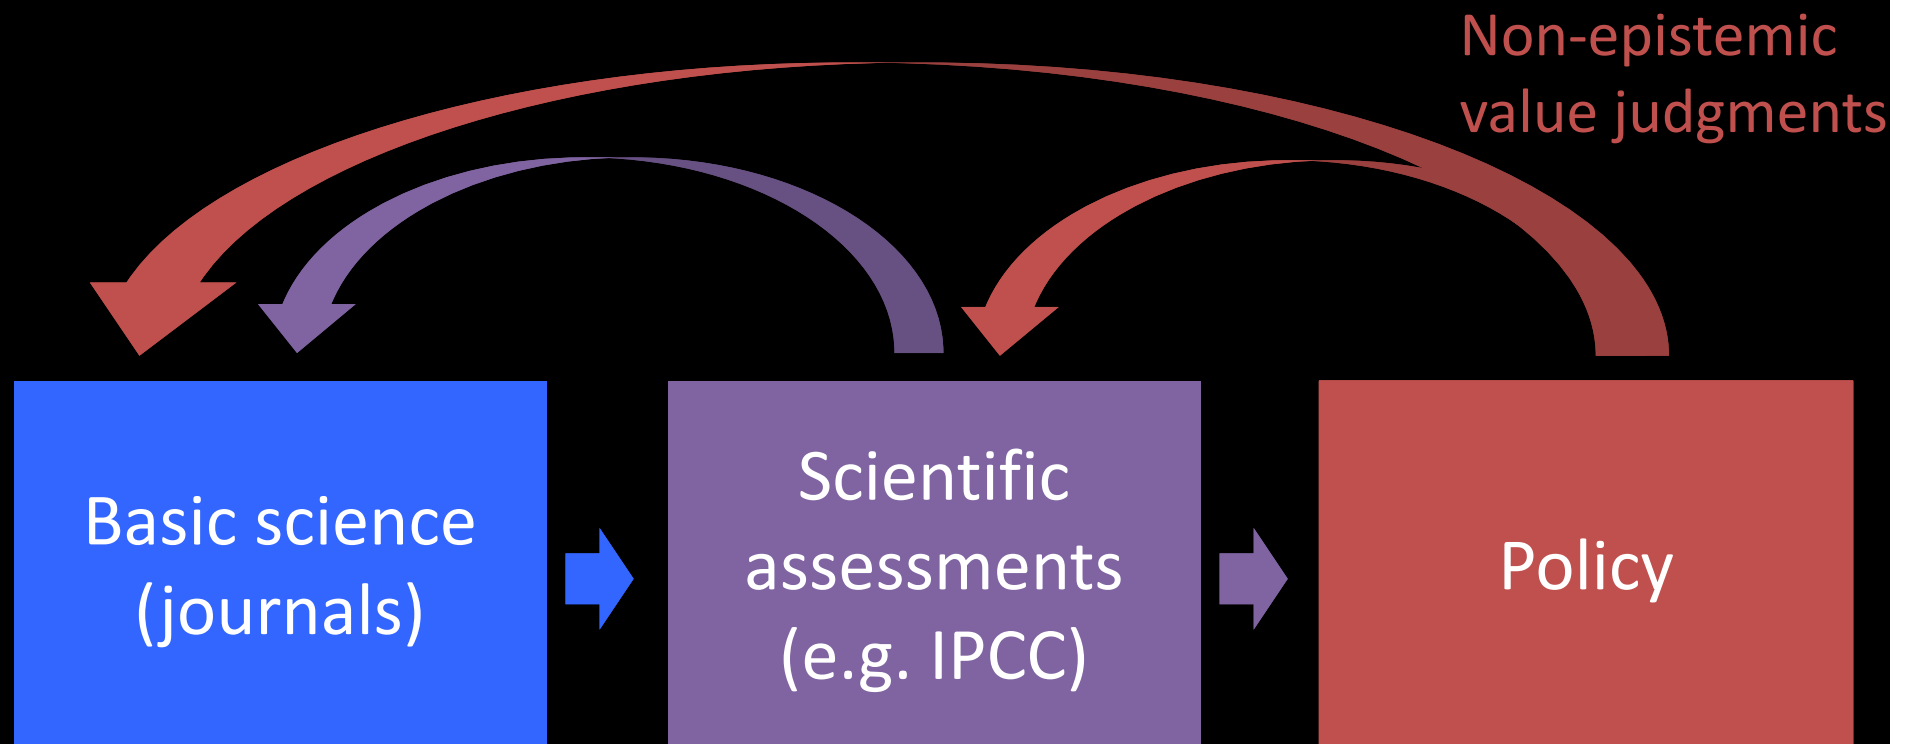 Non-epistemic
value judgments
Basic science
(journals)
Scientific
assessments
(e.g. IPCC)
Policy